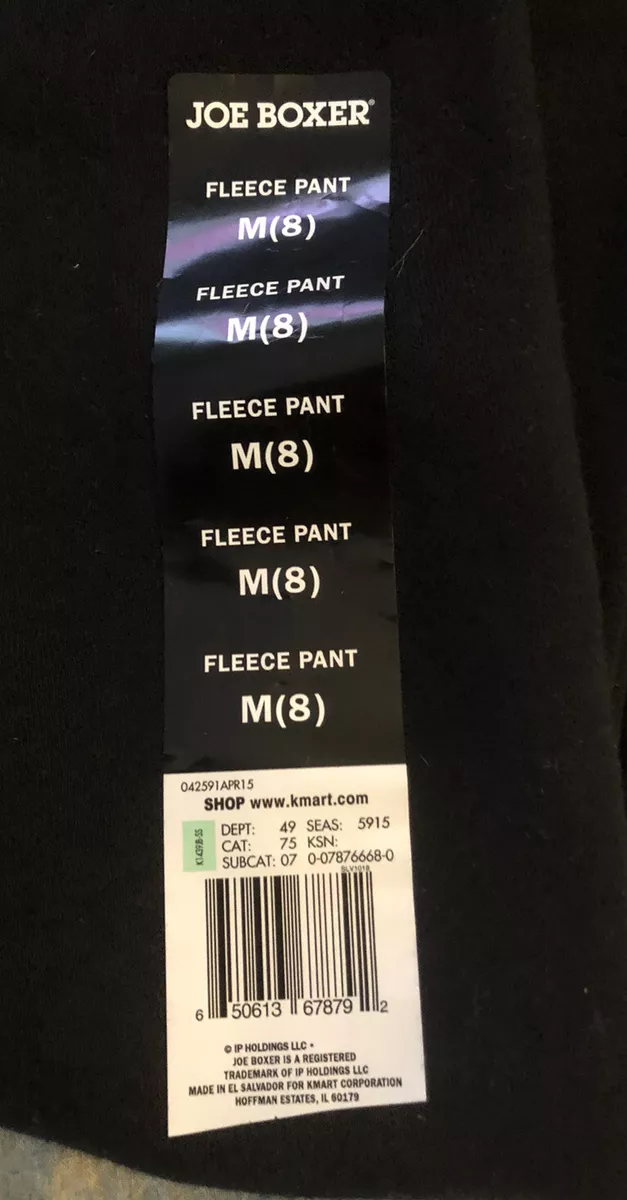 JOE BOXER®
FLEECE PANT
M(8)
FLEECE PANT
M(8)
FLEECE PANT
M(8)
FLEECE PANT
M(8)
FLEECE PANT
M(8)
042591APR15
SHOP www.kmart.com
DEPT: 49 SEAS: 5915
CAT: 75 KSN:
SUBCAT: 07 0-07876668-0
SLV1018
6 50613 67879 2
© IP HOLDINGS LLC •
JOE BOXER IS A REGISTERED
TRADEMARK OF IP HOLDINGS LLC
MADE IN EL SALVADOR FOR KMART CORPORATION
HOFFMAN ESTATES, IL 60179